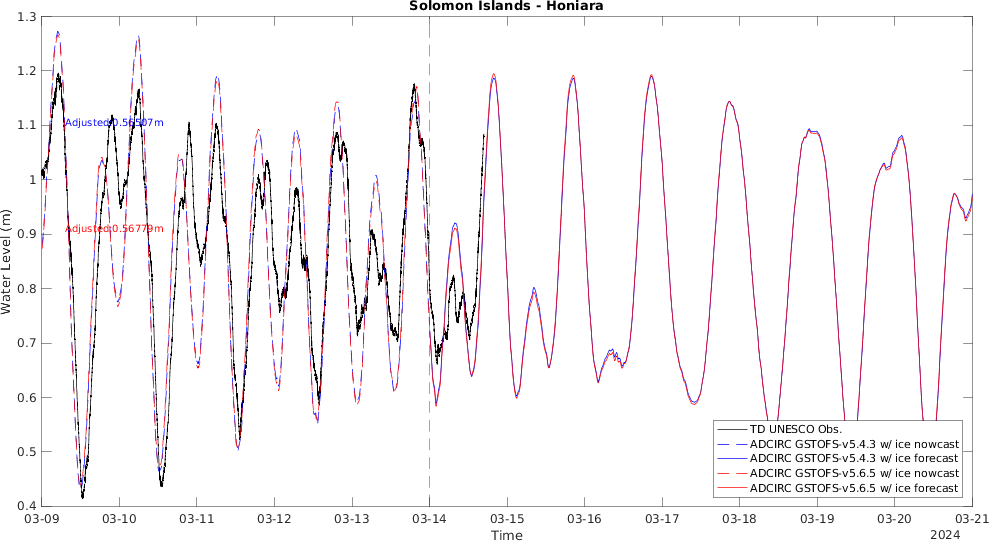 Solomon Islands - Honiara
1.3
1.2
1.1
1
0.9
0.8
0.7
0.6
0.5
0.4
Water Level (m)
Adjusted 0.56507m
Adjusted 0.56779m
TD UNESCO Obs.
ADCIRC GSTOFS-v5.4.3 w/ ice nowcast
ADCIRC GSTOFS-v5.4.3 w/ ice forecast
ADCIRC GSTOFS-v5.6.5 w/ ice nowcast
ADCIRC GSTOFS-v5.6.5 w/ ice forecast
03-09 03-10 03-11 03-12 03-13 03-14 03-15 03-16 03-17 03-18 03-19 03-20 03-21
Time
2024